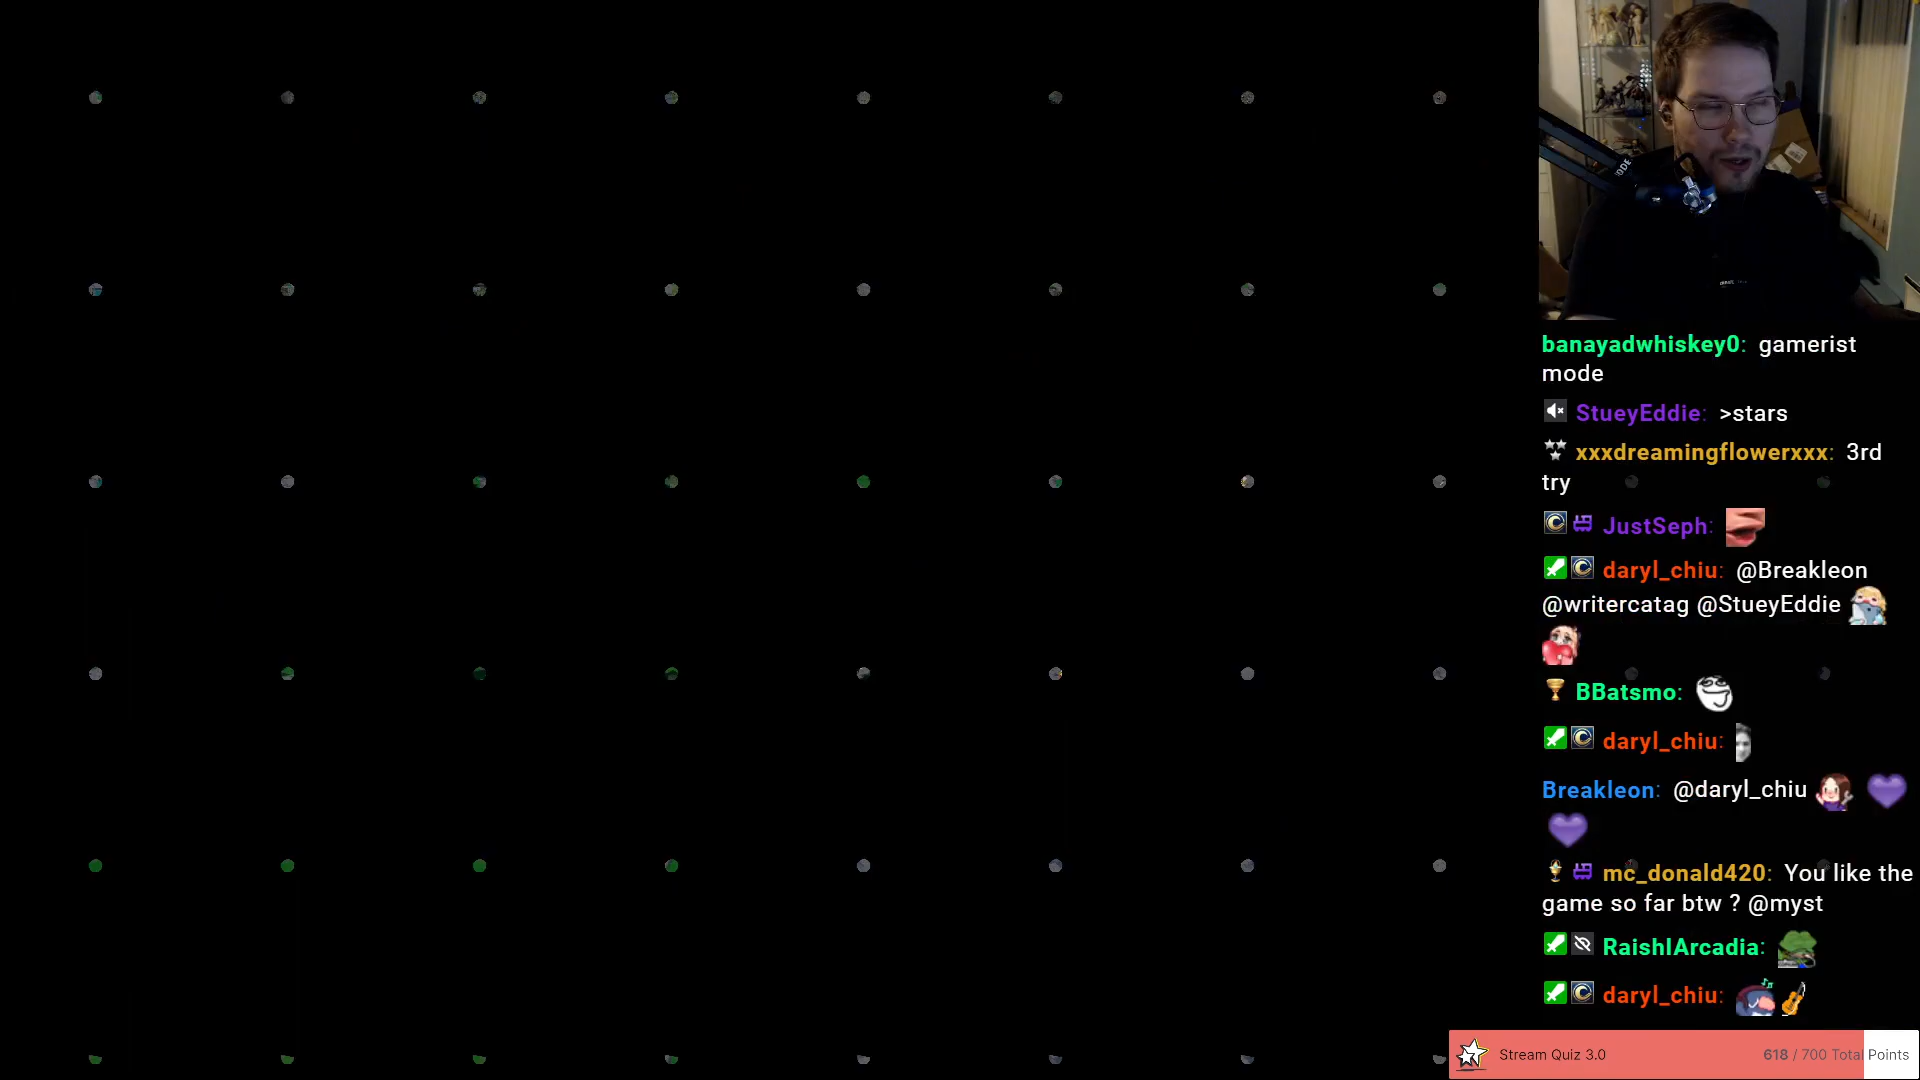 banayadwhiskey0: gamerist
mode
StueyEddie: >stars
xxxdreamingflowerxxx: 3rd
try
JustSeph:
daryl_chiu: @Breakleon
@writercatag @StueyEddie
BBatsmo:
daryl_chiu:
Breakleon: @daryl_chiu
mc_donald420: You like the
game so far btw ? @myst
RaishIArcadia:
daryl_chiu:
Stream Quiz 3.0 618 / 700 Total Points